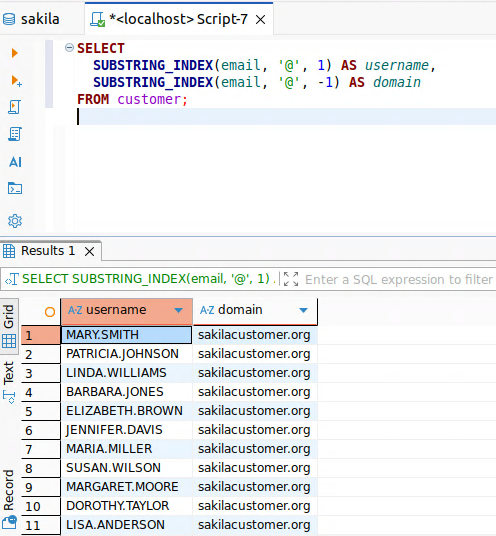 sakila
*<localhost> Script-7
SELECT
SUBSTRING_INDEX(email, '@', 1) AS username,
SUBSTRING_INDEX(email, '@', -1) AS domain
FROM customer;
AI
Results 1
SELECT SUBSTRING_INDEX(email, '@', 1) .
Enter a SQL expression to filter
Grid
Text
Record
A-Z username
A-Z domain
1 MARY.SMITH sakilacustomer.org
2 PATRICIA.JOHNSON sakilacustomer.org
3 LINDA.WILLIAMS sakilacustomer.org
4 BARBARA.JONES sakilacustomer.org
5 ELIZABETH.BROWN sakilacustomer.org
6 JENNIFER.DAVIS sakilacustomer.org
7 MARIA.MILLER sakilacustomer.org
8 SUSAN.WILSON sakilacustomer.org
9 MARGARET.MOORE sakilacustomer.org
10 DOROTHY.TAYLOR sakilacustomer.org
11 LISA.ANDERSON sakilacustomer.org